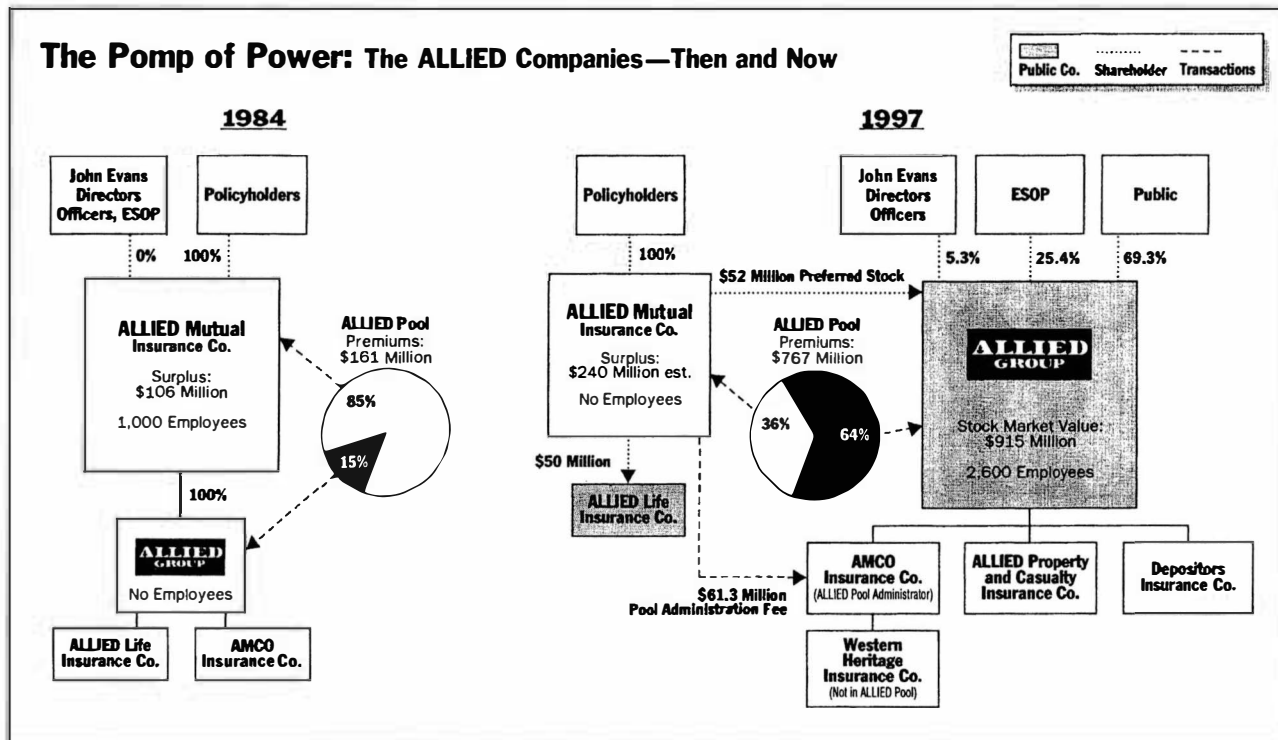 The Pomp of Power: The ALLIED Companies—Then and Now
Public Co. Shareholder Transactions
1984
John Evans
Directors
Officers, ESOP
Policyholders
0% 100%
ALLIED Mutual
Insurance Co.
Surplus:
$106 Million
1,000 Employees
ALLIED Pool
Premiums:
$161 Million
85%
15%
100%
ALLIED
GROUP
No Employees
ALLIED Life
Insurance Co.
AMCO
Insurance Co.
1997
Policyholders
John Evans
Directors
Officers
ESOP
Public
100%
5.3% 25.4% 69.3%
$52 Million Preferred Stock
ALLIED Mutual
Insurance Co.
Surplus:
$240 Million est.
No Employees
ALLIED Pool
Premiums:
$767 Million
36%
64%
ALLIED
GROUP
Stock Market Value:
$915 Million
2,600 Employees
$50 Million
ALLIED Life
Insurance Co.
$61.3 Million
Pool Administration Fee
AMCO
Insurance Co.
(ALLIED Pool Administrator)
ALLIED Property
and Casualty
Insurance Co.
Depositors
Insurance Co.
Western
Heritage
Insurance Co.
(Not in ALLIED Pool)